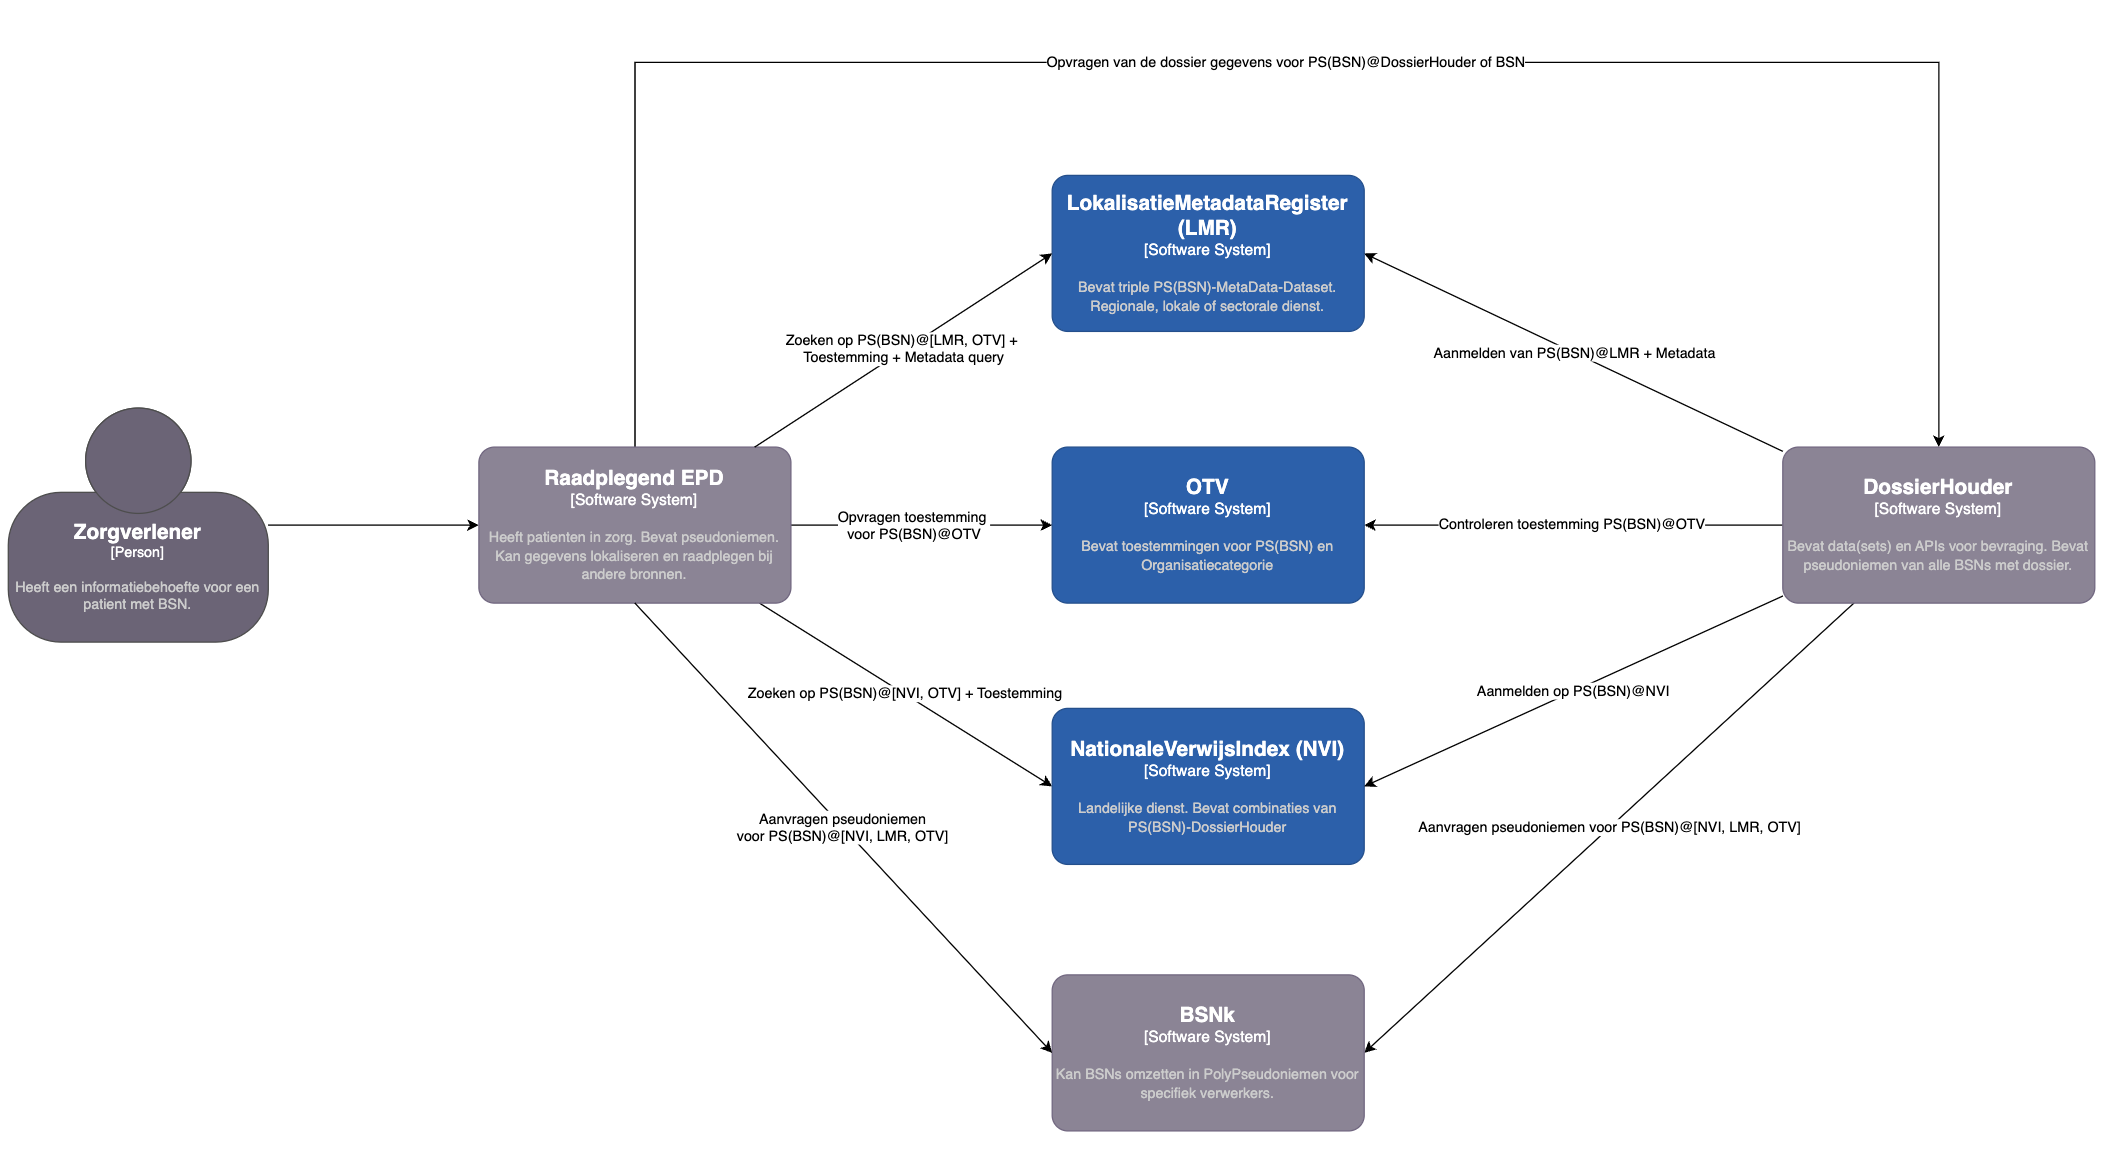 Opvragen van de dossier gegevens voor PS(BSN)@DossierHouder of BSN
LokalisatieMetadataRegister
(LMR)
[Software System]
Bevat triple PS(BSN)-MetaData-Dataset.
Regionale, lokale of sectorale dienst.
Zoeken op PS(BSN)@[LMR, OTV] +
Toestemming + Metadata query
Aanmelden van PS(BSN)@LMR + Metadata
Zorgverlener
[Person]
Heeft een informatiebehoefte voor een
patient met BSN.
Raadplegend EPD
[Software System]
Heeft patienten in zorg. Bevat pseudoniemen.
Kan gegevens lokaliseren en raadplegen bij
andere bronnen.
Opvragen toestemming
voor PS(BSN)@OTV
OTV
[Software System]
Bevat toestemmingen voor PS(BSN) en
Organisatiecategorie
Controleren toestemming PS(BSN)@OTV
DossierHouder
[Software System]
Bevat data(sets) en APIs voor bevraging. Bevat
pseudoniemen van alle BSNs met dossier.
Zoeken op PS(BSN)@[NVI, OTV] + Toestemming
Aanmelden op PS(BSN)@NVI
NationaleVerwijsIndex (NVI)
[Software System]
Landelijke dienst. Bevat combinaties van
PS(BSN)-DossierHouder
Aanvragen pseudoniemen
voor PS(BSN)@[NVI, LMR, OTV]
Aanvragen pseudoniemen voor PS(BSN)@[NVI, LMR, OTV]
BSNk
[Software System]
Kan BSNs omzetten in PolyPseudoniemen voor
specifiek verwerkers.